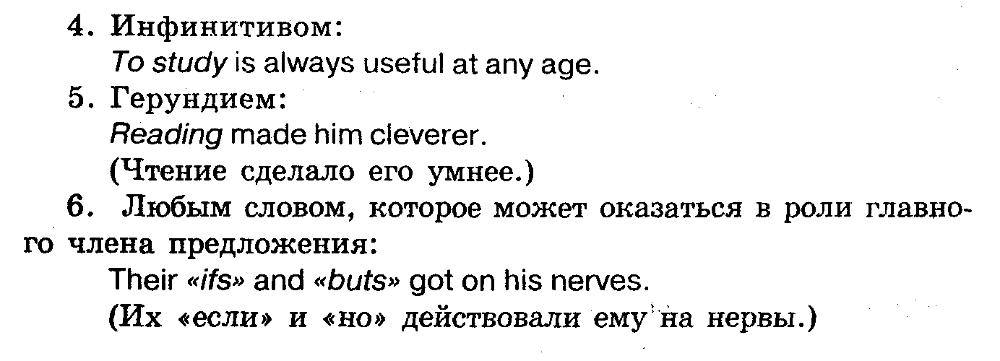 4. Инфинитивом:
To study is always useful at any age.
5. Герундием:
Reading made him cleverer.
(Чтение сделало его умнее.)
6. Любым словом, которое может оказаться в роли главно-
го члена предложения:
Their «ifs» and «buts» got on his nerves.
(Их «если» и «но» действовали ему на нервы.)